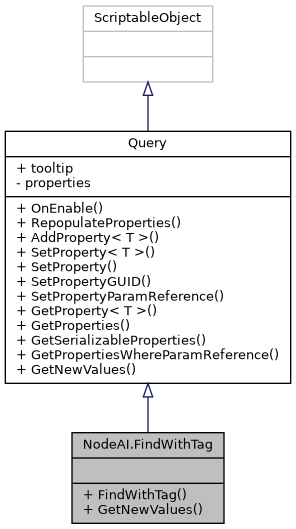 ScriptableObject
Query
+ tooltip
- properties
+ OnEnable()
+ RepopulateProperties()
+ AddProperty< T >()
+ SetProperty< T >()
+ SetProperty()
+ SetPropertyGUID()
+ SetPropertyParamReference()
+ GetProperty< T >()
+ GetProperties()
+ GetSerializableProperties()
+ GetPropertiesWhereParamReference()
+ GetNewValues()
NodeAI.FindWithTag
+ FindWithTag()
+ GetNewValues()